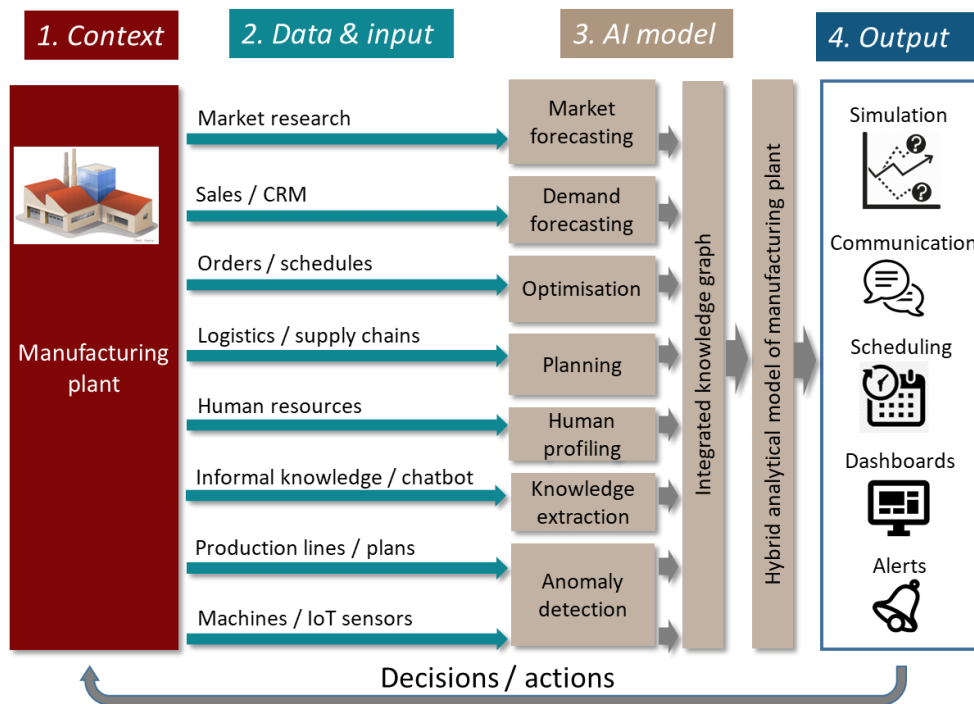 1. Context
2. Data & input
3. AI model
4. Output
Manufacturing
plant
Market research
Sales / CRM
Orders / schedules
Logistics / supply chains
Human resources
Informal knowledge / chatbot
Production lines / plans
Machines / IoT sensors
Market
forecasting
Demand
forecasting
Optimisation
Planning
Human
profiling
Knowledge
extraction
Anomaly
detection
Integrated knowledge graph
Hybrid analytical model of manufacturing plant
Simulation
?
?
Communication
Scheduling
Dashboards
Alerts
Decisions / actions